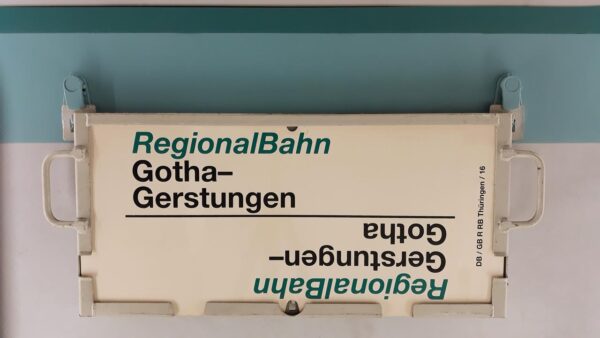 RegionalBahn
Gotha–
Gerstungen
RegionalBahn
Gerstungen–
Gotha
DB / GB R RB Thüringen / 16